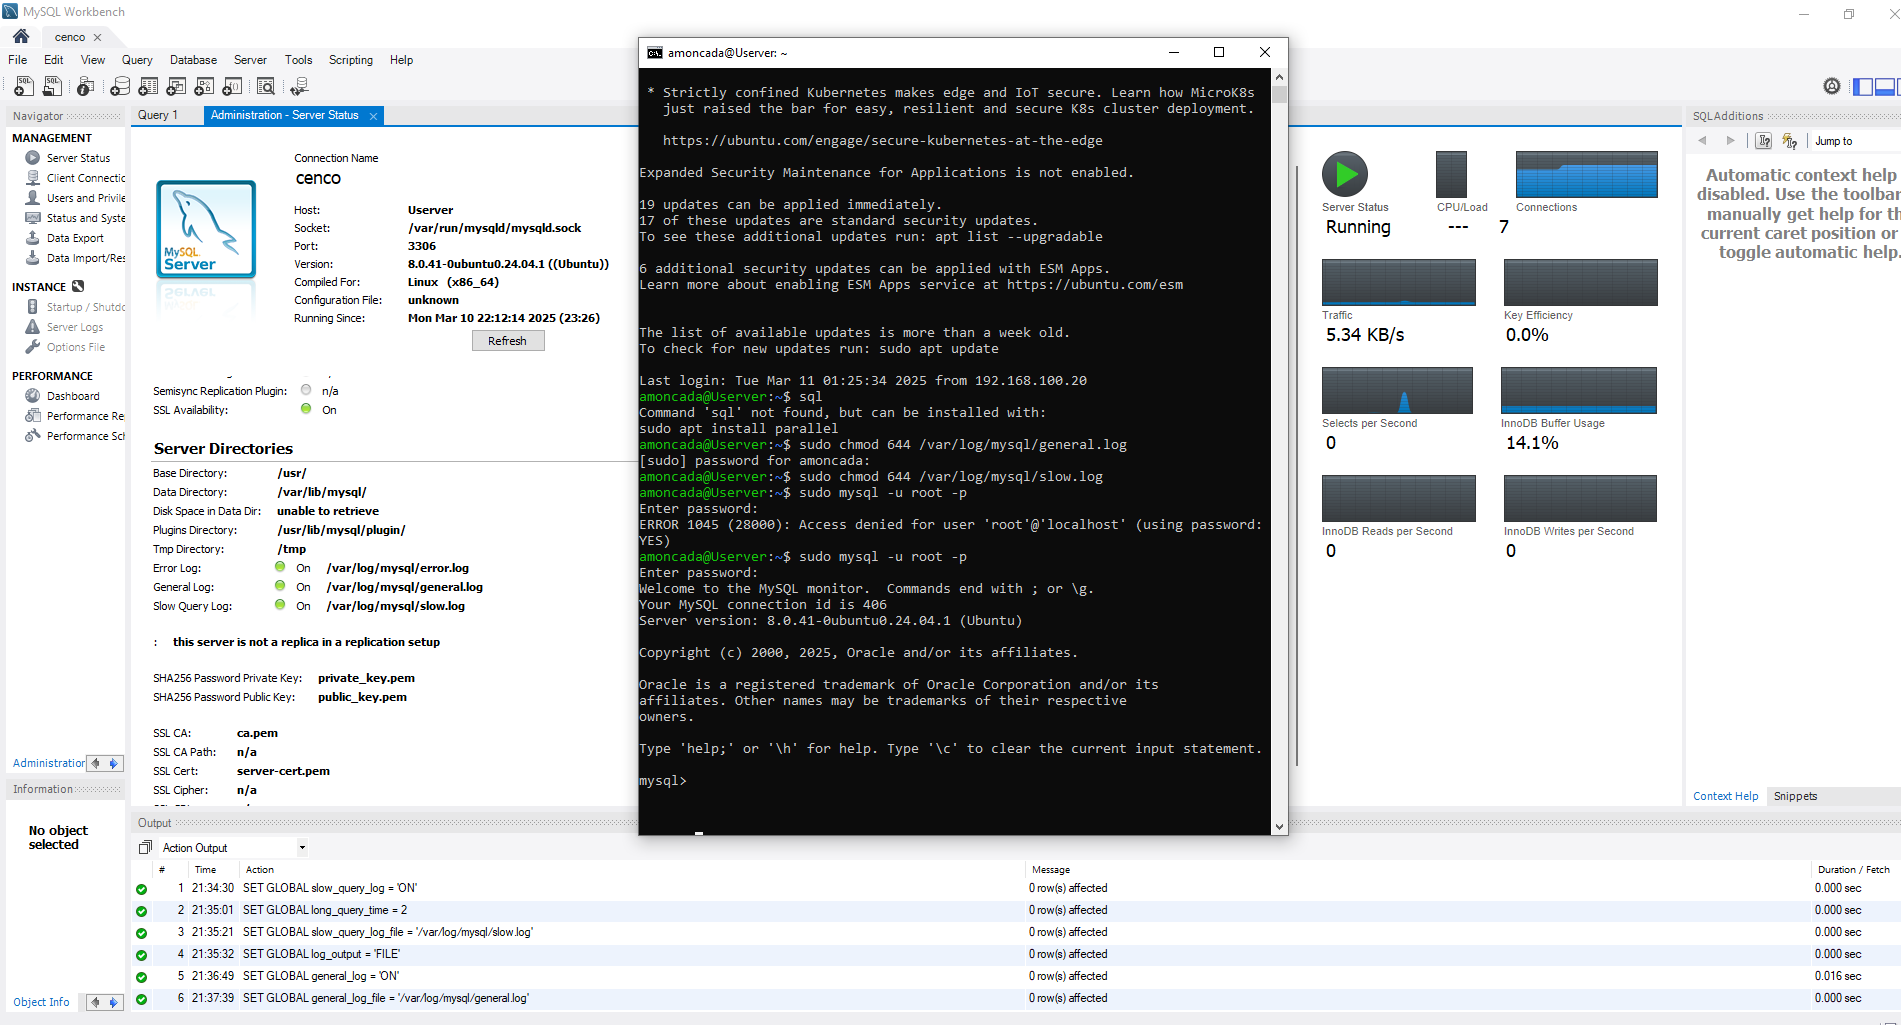 MySQL Workbench
cenco
File Edit View Query Database Server Tools Scripting Help
Navigator
MANAGEMENT
Server Status
Client Connectic
Users and Privile
Status and Syste
Data Export
Data Import/Res
INSTANCE
Startup / Shutdc
Server Logs
Options File
PERFORMANCE
Dashboard
Performance Re
Performance Sch
Administration
Information
No object
selected
Object Info
Query 1
Administration - Server Status
Connection Name
cenco
MySQL
Server
Host: Userver
Socket: /var/run/mysqld/mysqld.sock
Port: 3306
Version: 8.0.41-0ubuntu0.24.04.1 ((Ubuntu))
Compiled For: Linux (x86_64)
Configuration File: unknown
Running Since: Mon Mar 10 22:12:14 2025 (23:26)
Refresh
Semisync Replication Plugin: n/a
SSL Availability: On
Server Directories
Base Directory: /usr/
Data Directory: /var/lib/mysql/
Disk Space in Data Dir: unable to retrieve
Plugins Directory: /usr/lib/mysql/plugin/
Tmp Directory: /tmp
Error Log: On /var/log/mysql/error.log
General Log: On /var/log/mysql/general.log
Slow Query Log: On /var/log/mysql/slow.log
: this server is not a replica in a replication setup
SHA256 Password Private Key: private_key.pem
SHA256 Password Public Key: public_key.pem
SSL CA: ca.pem
SSL CA Path: n/a
SSL Cert: server-cert.pem
SSL Cipher: n/a
amoncada@Userver: ~
* Strictly confined Kubernetes makes edge and IoT secure. Learn how MicroK8s
just raised the bar for easy, resilient and secure K8s cluster deployment.
https://ubuntu.com/engage/secure-kubernetes-at-the-edge
Expanded Security Maintenance for Applications is not enabled.
19 updates can be applied immediately.
17 of these updates are standard security updates.
To see these additional updates run: apt list --upgradable
6 additional security updates can be applied with ESM Apps.
Learn more about enabling ESM Apps service at https://ubuntu.com/esm
The list of available updates is more than a week old.
To check for new updates run: sudo apt update
Last login: Tue Mar 11 01:25:34 2025 from 192.168.100.20
amoncada@Userver:~$ sql
Command 'sql' not found, but can be installed with:
sudo apt install parallel
amoncada@Userver:~$ sudo chmod 644 /var/log/mysql/general.log
[sudo] password for amoncada:
amoncada@Userver:~$ sudo chmod 644 /var/log/mysql/slow.log
amoncada@Userver:~$ sudo mysql -u root -p
Enter password:
ERROR 1045 (28000): Access denied for user 'root'@'localhost' (using password:
YES)
amoncada@Userver:~$ sudo mysql -u root -p
Enter password:
Welcome to the MySQL monitor.  Commands end with ; or \g.
Your MySQL connection id is 406
Server version: 8.0.41-0ubuntu0.24.04.1 (Ubuntu)
Copyright (c) 2000, 2025, Oracle and/or its affiliates.
Oracle is a registered trademark of Oracle Corporation and/or its
affiliates. Other names may be trademarks of their respective
owners.
Type 'help;' or '\h' for help. Type '\c' to clear the current input statement.
mysql>
Server Status
Running
CPU/Load
---
Connections
7
Traffic
5.34 KB/s
Key Efficiency
0.0%
Selects per Second
0
InnoDB Buffer Usage
14.1%
InnoDB Reads per Second
0
InnoDB Writes per Second
0
SQLAdditions
Jump to
Automatic context help
disabled. Use the toolbar
manually get help for th
current caret position or
toggle automatic help.
Context Help Snippets
Output
Action Output
# Time Action Message Duration / Fetch
1 21:34:30 SET GLOBAL slow_query_log = 'ON' 0 row(s) affected 0.000 sec
2 21:35:01 SET GLOBAL long_query_time = 2 0 row(s) affected 0.000 sec
3 21:35:21 SET GLOBAL slow_query_log_file = '/var/log/mysql/slow.log' 0 row(s) affected 0.000 sec
4 21:35:32 SET GLOBAL log_output = 'FILE' 0 row(s) affected 0.000 sec
5 21:36:49 SET GLOBAL general_log = 'ON' 0 row(s) affected 0.016 sec
6 21:37:39 SET GLOBAL general_log_file = '/var/log/mysql/general.log' 0 row(s) affected 0.000 sec